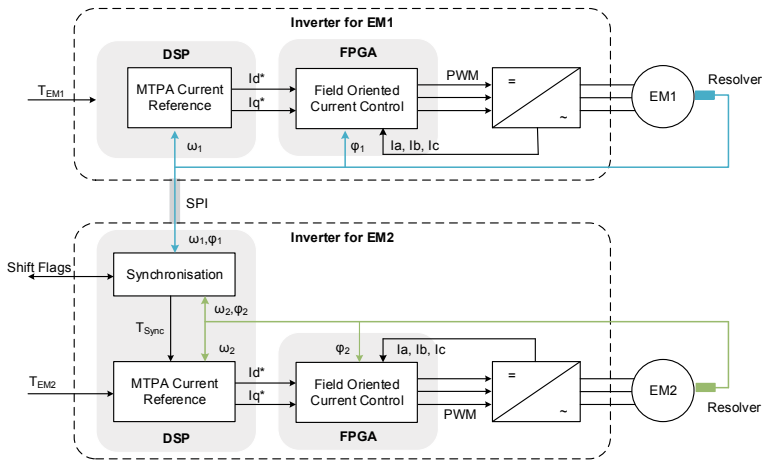 Inverter for EM1
DSP
FPGA
T_EM1
MTPA Current
Reference
Id*
Iq*
Field Oriented
Current Control
PWM
=
~
EM1
Resolver
ω₁
φ₁
Ia, Ib, Ic
SPI
Inverter for EM2
ω₁,φ₁
Shift Flags
Synchronisation
ω₂,φ₂
T_Sync
ω₂
φ₂
Ia, Ib, Ic
T_EM2
MTPA Current
Reference
Id*
Iq*
Field Oriented
Current Control
PWM
=
~
EM2
Resolver
DSP
FPGA